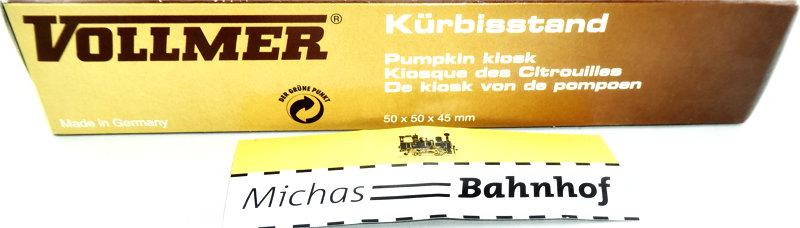 VOLLMER®
Kürbisstand
Pumpkin kiosk
Kiosque des Citrouilles
De kiosk von de pompoen
50 x 50 x 45 mm
DER GRÜNE PUNKT
Made in Germany
Michas Bahnhof